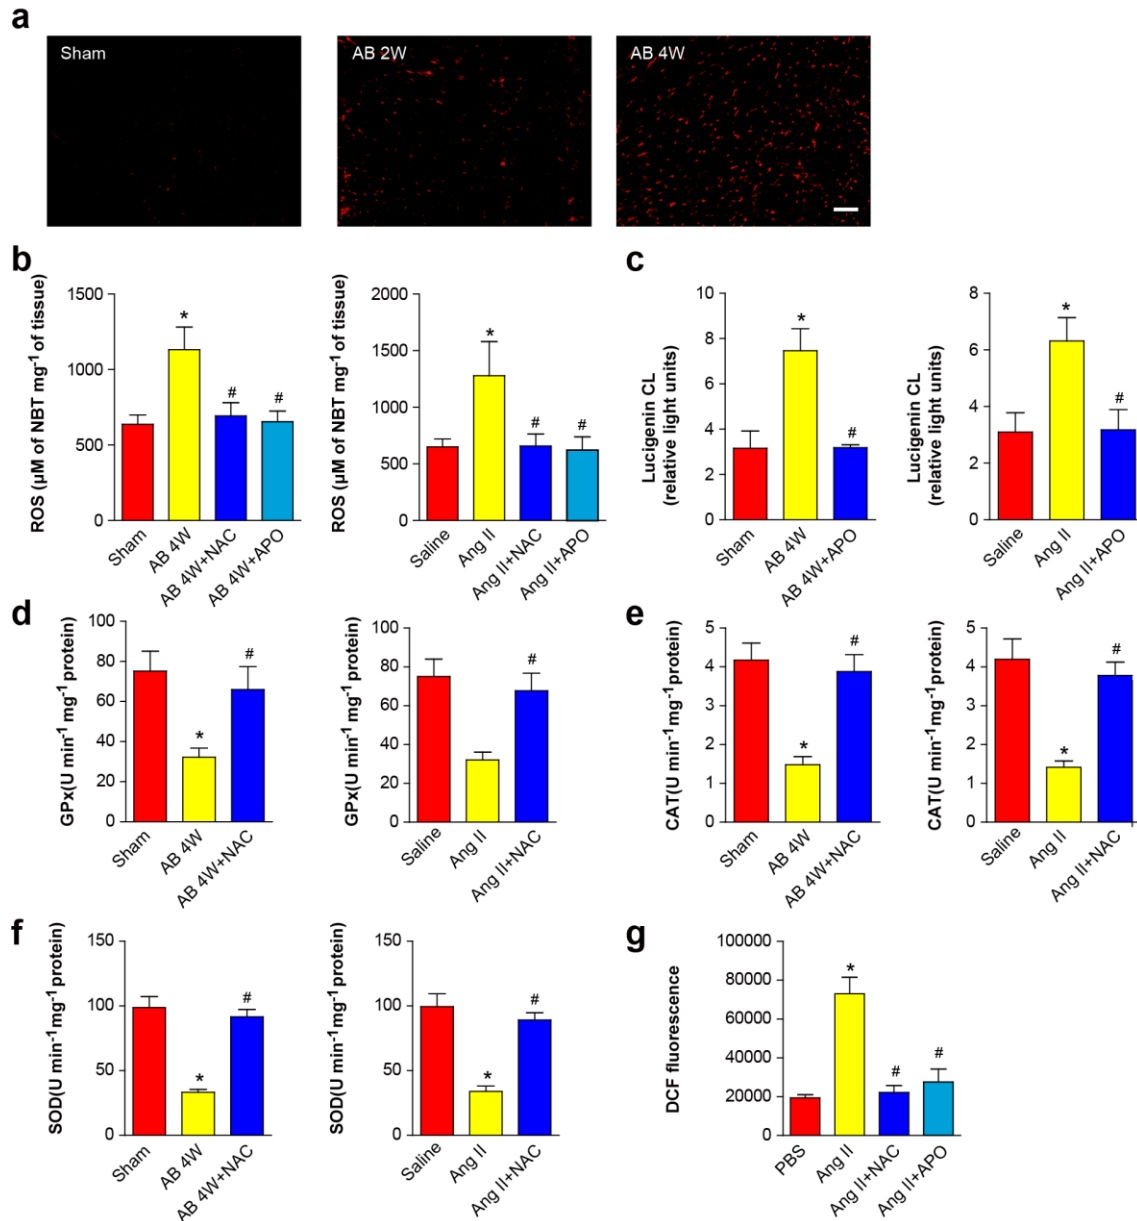 a
Sham
AB 2W
AB 4W
b
ROS (µM of NBT mg-1 of tissue)
1500
1000
500
0
*
#
#
Sham
AB 4W
AB 4W+NAC
AB 4W+APO
ROS (µM of NBT mg-1 of tissue)
2000
1500
1000
500
0
*
#
#
Saline
Ang II
Ang II+NAC
Ang II+APO
c
Lucigenin CL
(relative light units)
10
8
6
4
2
0
*
#
Sham
AB 4W
AB 4W+APO
Lucigenin CL
(relative light units)
8
6
4
2
0
*
#
Saline
Ang II
Ang II+APO
d
GPx(U min-1 mg-1 protein)
100
80
60
40
20
0
*
#
Sham
AB 4W
AB 4W+NAC
GPx(U min-1 mg-1 protein)
100
80
60
40
20
0
#
Saline
Ang II
Ang II+NAC
e
CAT(U min-1mg-1protein)
5
4
3
2
1
0
*
#
Sham
AB 4W
AB 4W+NAC
CAT(U min-1mg-1protein)
5
4
3
2
1
0
*
#
Saline
Ang II
Ang II+NAC
f
SOD(U min-1mg-1protein)
150
100
50
0
*
#
Sham
AB 4W
AB 4W+NAC
SOD(U min-1mg-1protein)
150
100
50
0
*
#
Saline
Ang II
Ang II+NAC
g
DCF fluorescence
100000
80000
60000
40000
20000
0
*
#
#
PBS
Ang II
Ang II+NAC
Ang II+APO